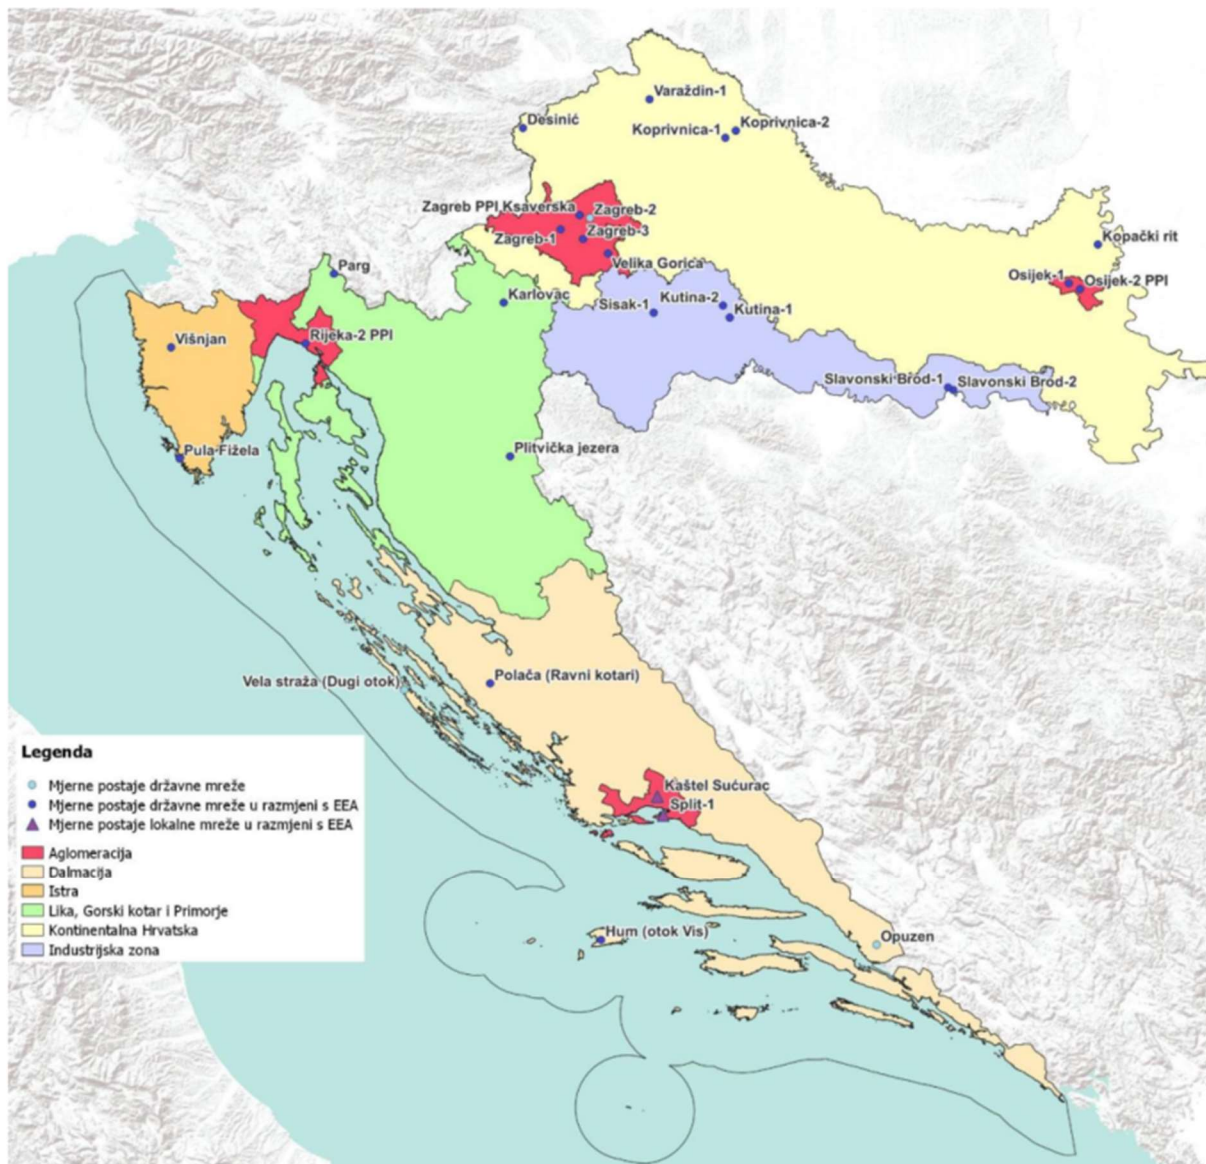 Varaždin-1
Desinić
Koprivnica-1
Koprivnica-2
Zagreb PPI Ksaverska
Zagreb-2
Zagreb-1
Zagreb-3
Kopački rit
Velika Gorica
Parg
Osijek-1
Osijek-2 PPI
Karlovac
Sisak-1
Kutina-2
Kutina-1
Višnjan
Rijeka-2 PPI
Slavonski Brod-1
Slavonski Brod-2
Pula Fižela
Plitvička jezera
Vela straža (Dugi otok)
Polača (Ravni kotari)
Legenda
Mjerne postaje državne mreže
Mjerne postaje državne mreže u razmjeni s EEA
Mjerne postaje lokalne mreže u razmjeni s EEA
Aglomeracija
Dalmacija
Istra
Lika, Gorski kotar i Primorje
Kontinentalna Hrvatska
Industrijska zona
Kaštel Sućurac
Split-1
Hum (otok Vis)
Opuzen